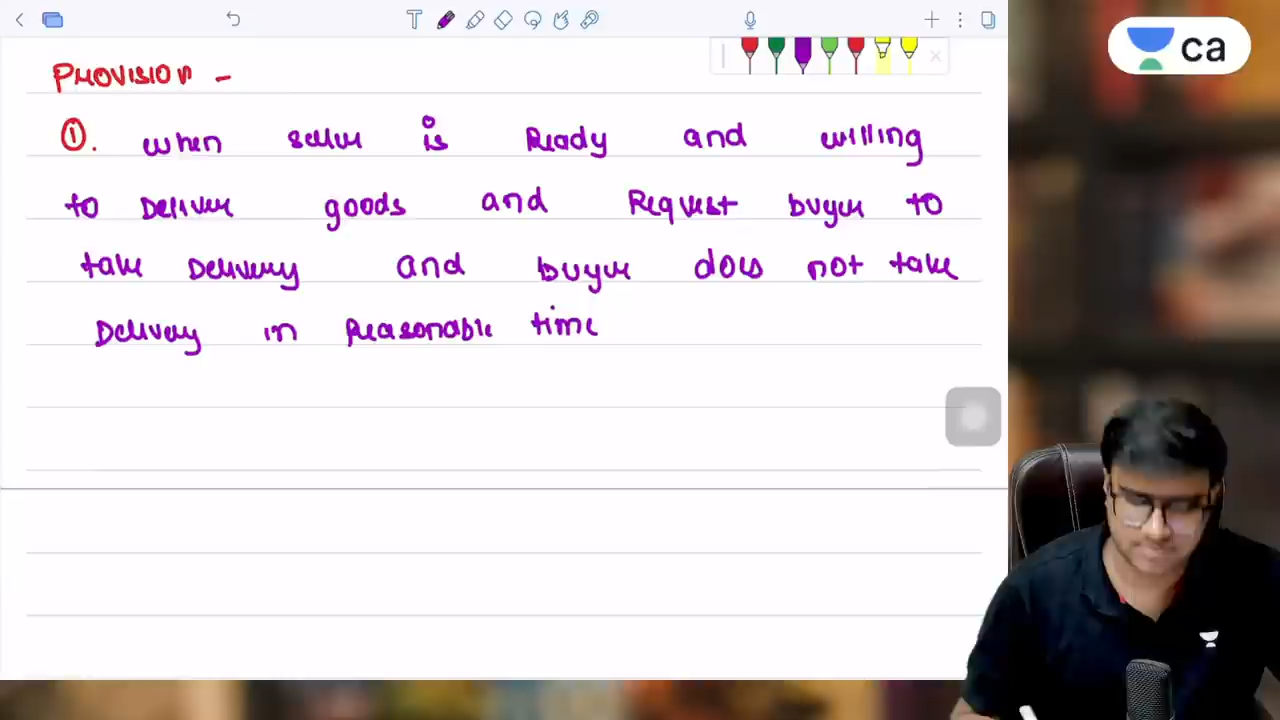 ca
PROVISION -
①. when seller is Ready and willing
to Deliver goods and Request buyer to
take Delivery and buyer does not take
Delivery in Reasonable time